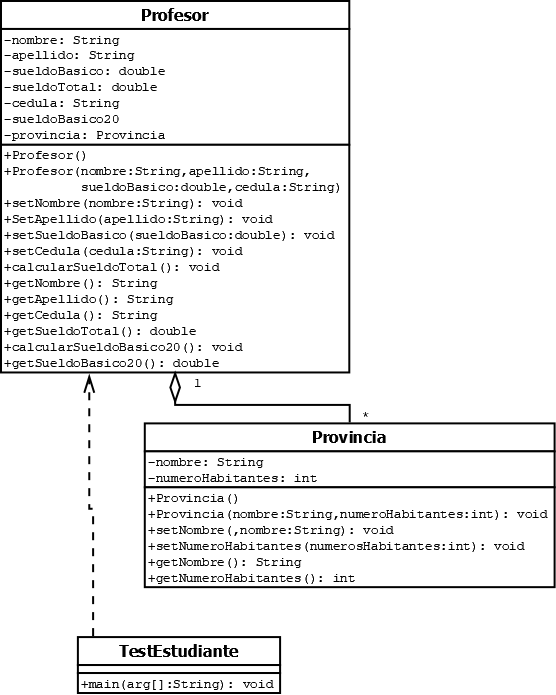 Profesor
-nombre: String
-apellido: String
-sueldoBasico: double
-sueldoTotal: double
-cedula: String
-sueldoBasico20
-provincia: Provincia
+Profesor()
+Profesor(nombre:String,apellido:String,
sueldoBasico:double,cedula:String)
+setNombre(nombre:String): void
+SetApellido(apellido:String): void
+setSueldoBasico(sueldoBasico:double): void
+setCedula(cedula:String): void
+calcularSueldoTotal(): void
+getNombre(): String
+getApellido(): String
+getCedula(): String
+getSueldoTotal(): double
+calcularSueldoBasico20(): void
+getSueldoBasico20(): double
1
*
Provincia
-nombre: String
-numeroHabitantes: int
+Provincia()
+Provincia(nombre:String,numeroHabitantes:int): void
+setNombre(,nombre:String): void
+setNumeroHabitantes(numerosHabitantes:int): void
+getNombre(): String
+getNumeroHabitantes(): int
TestEstudiante
+main(arg[]:String): void